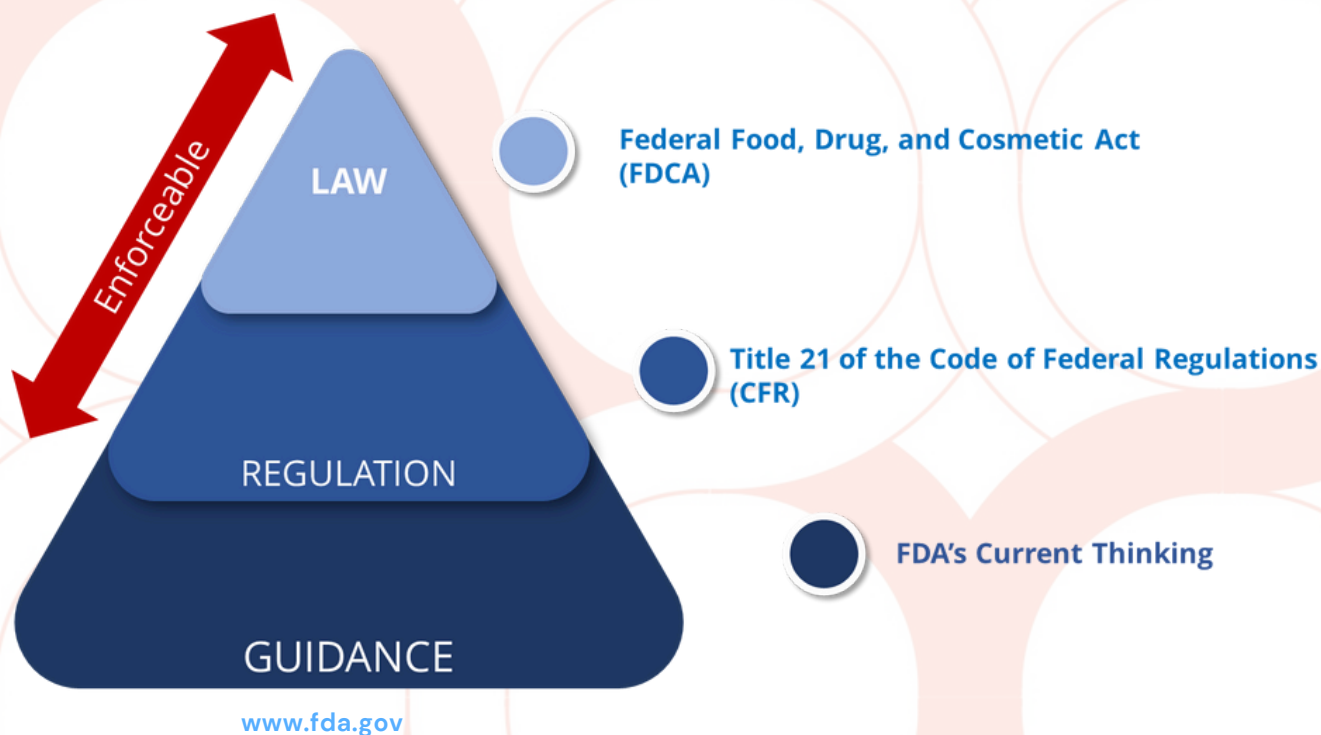 Enforceable
LAW
Federal Food, Drug, and Cosmetic Act
(FDCA)
REGULATION
Title 21 of the Code of Federal Regulations
(CFR)
GUIDANCE
FDA's Current Thinking
www.fda.gov